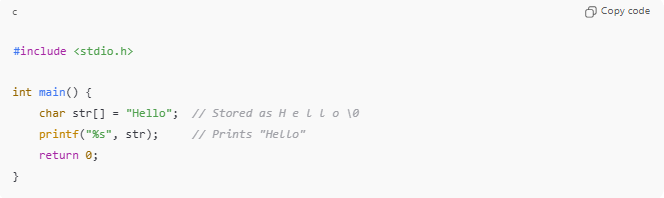 c
Copy code
#include <stdio.h>
int main() {
    char str[] = "Hello";  // Stored as H e l l o \0
    printf("%s", str);     // Prints "Hello"
    return 0;
}